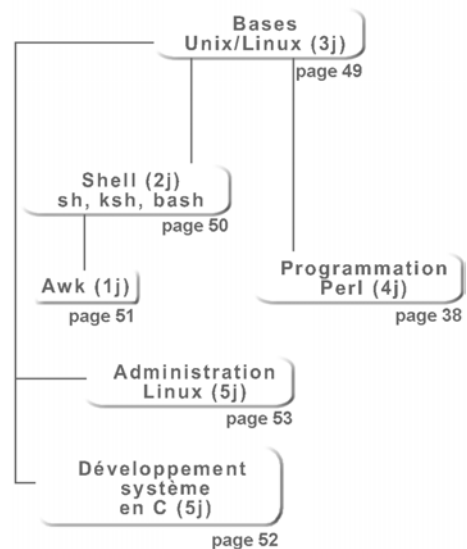 Bases
Unix/Linux (3j)
page 49
Shell (2j)
sh, ksh, bash
page 50
Awk (1j)
page 51
Programmation
Perl (4j)
page 38
Administration
Linux (5j)
page 53
Développement
système
en C (5j)
page 52